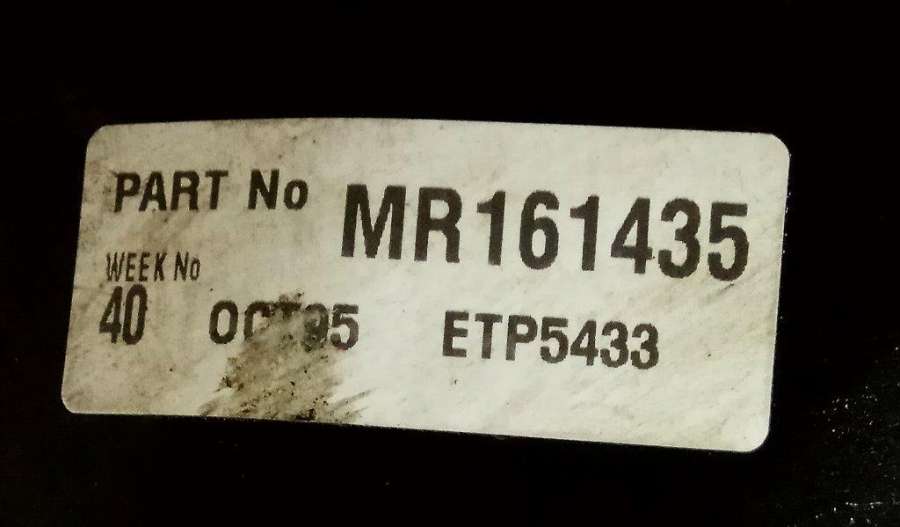 PART No MR161435
WEEK No
40 OCT95 ETP5433